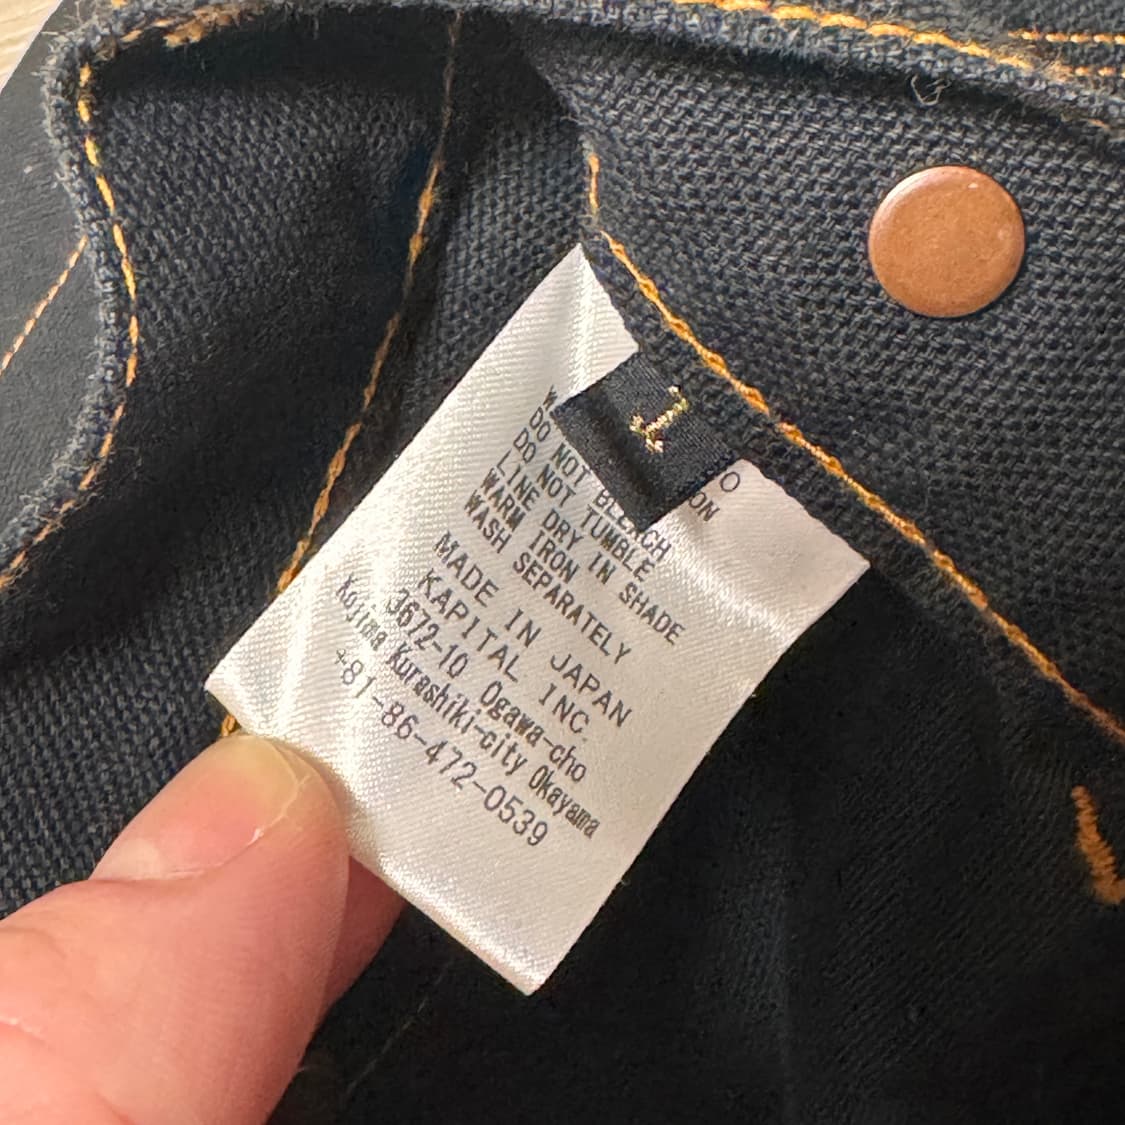 1
DO NOT BLEACH
DO NOT TUMBLE
LINE DRY IN SHADE
WARM IRON
WASH SEPARATELY
MADE IN JAPAN
KAPITAL INC.
3672-10 Ogawa-cho
Kojima Kurashiki-city Okayama
+81-86-472-0539